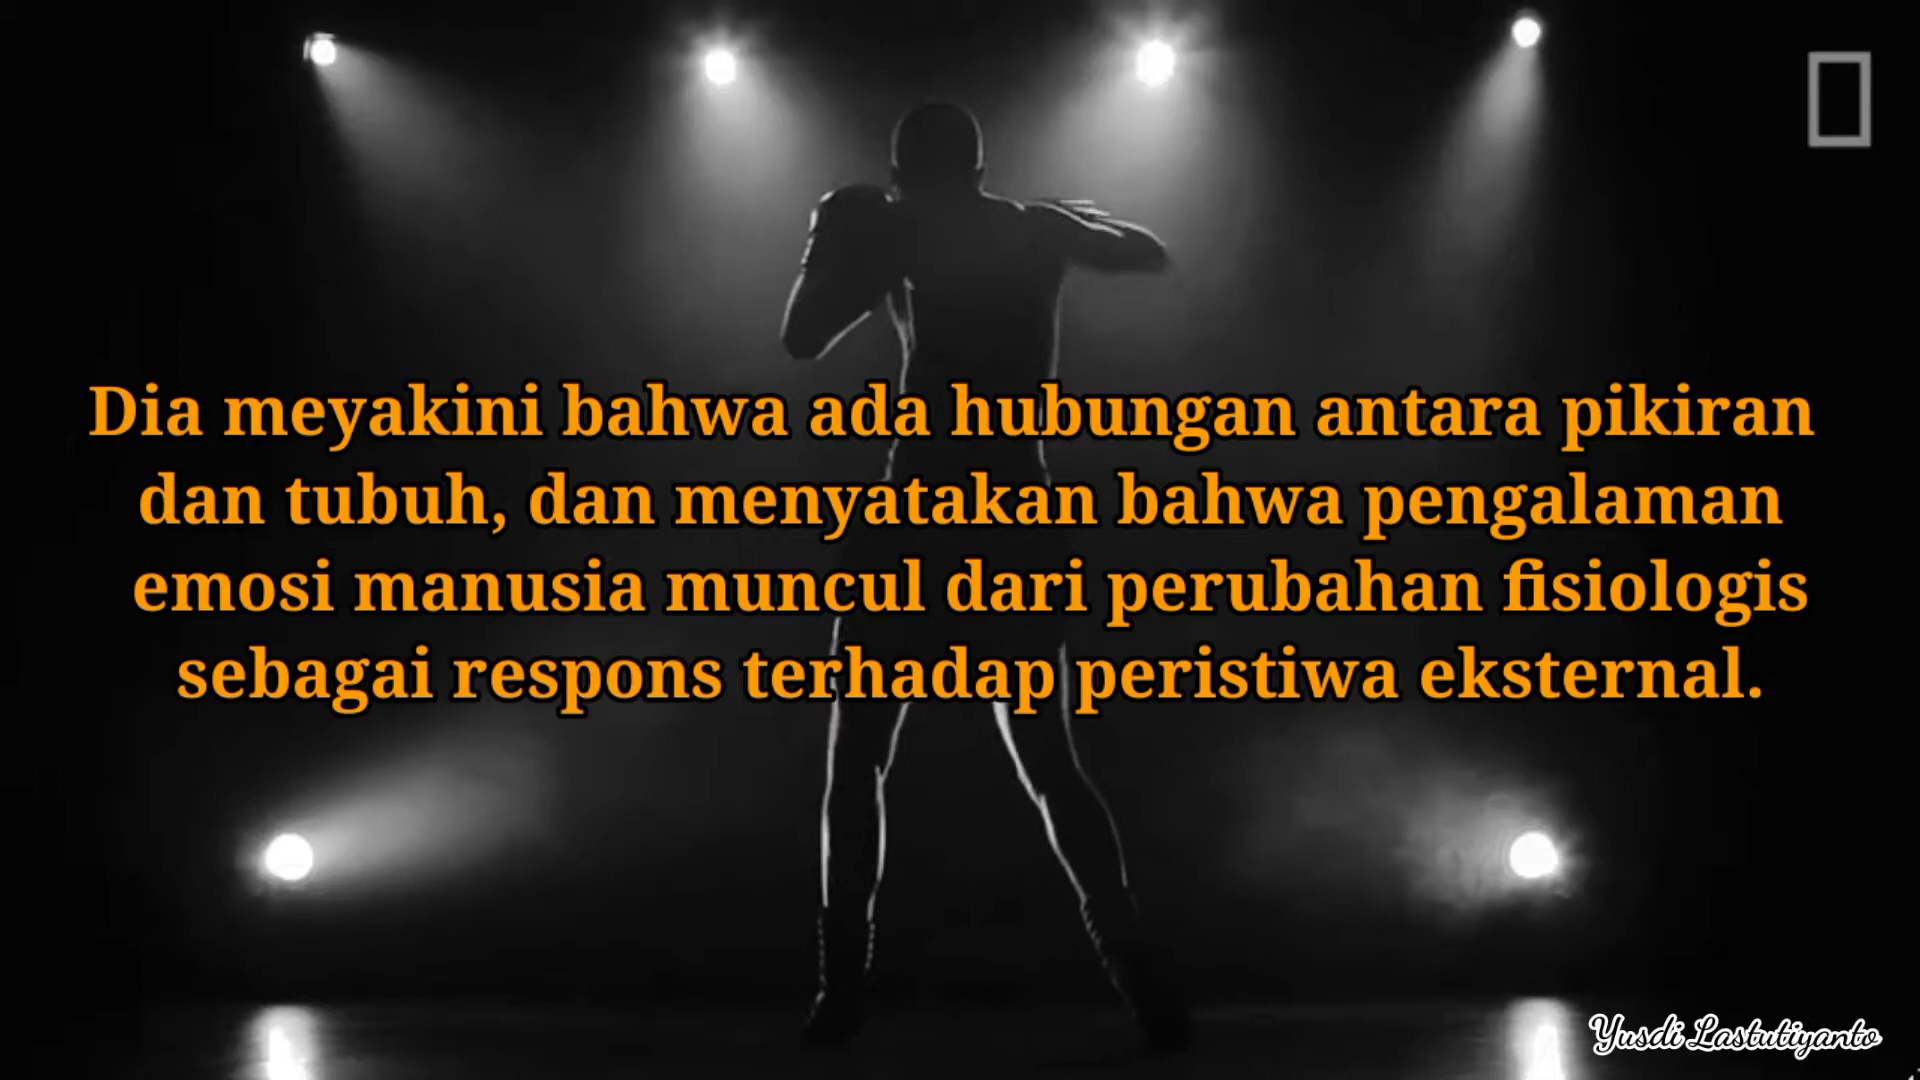 Dia meyakini bahwa ada hubungan antara pikiran
dan tubuh, dan menyatakan bahwa pengalaman
emosi manusia muncul dari perubahan fisiologis
sebagai respons terhadap peristiwa eksternal.
Yusdi Lastutiyanto